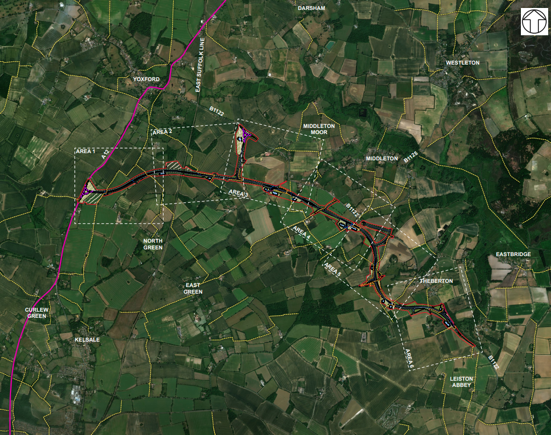 DARSHAM
EAST SUFFOLK LINE
WESTLETON
YOXFORD
B1122
AREA 2
MIDDLETON
MOOR
AREA 1
A12
MIDDLETON
B1125
AREA 3
B1122
AREA 4
NORTH
GREEN
AREA 5
EASTBRIDGE
THEBERTON
EAST
GREEN
CURLEW
GREEN
KELSALE
AREA 6
LEISTON
ABBEY